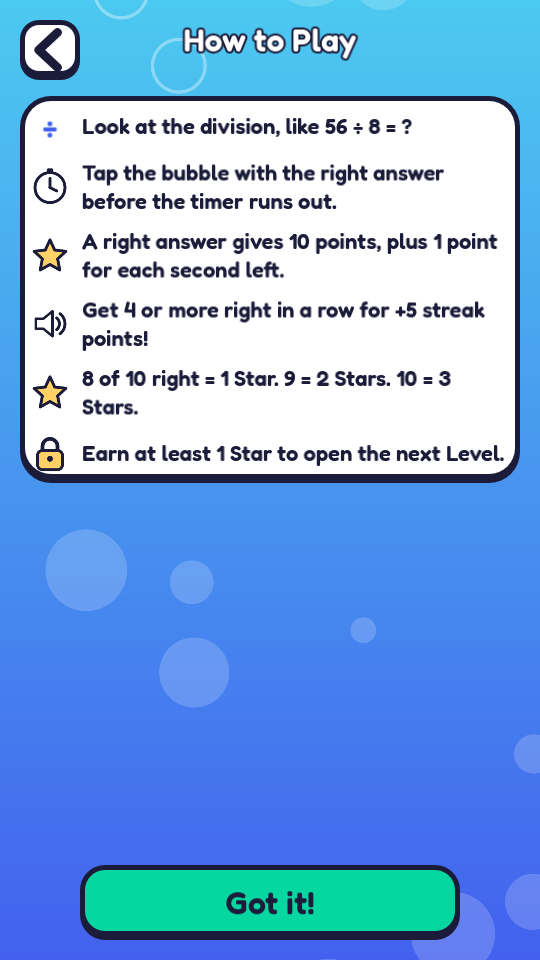 How to Play
÷ Look at the division, like 56 ÷ 8 = ?
Tap the bubble with the right answer
before the timer runs out.
A right answer gives 10 points, plus 1 point
for each second left.
Get 4 or more right in a row for +5 streak
points!
8 of 10 right = 1 Star. 9 = 2 Stars. 10 = 3
Stars.
Earn at least 1 Star to open the next Level.
Got it!